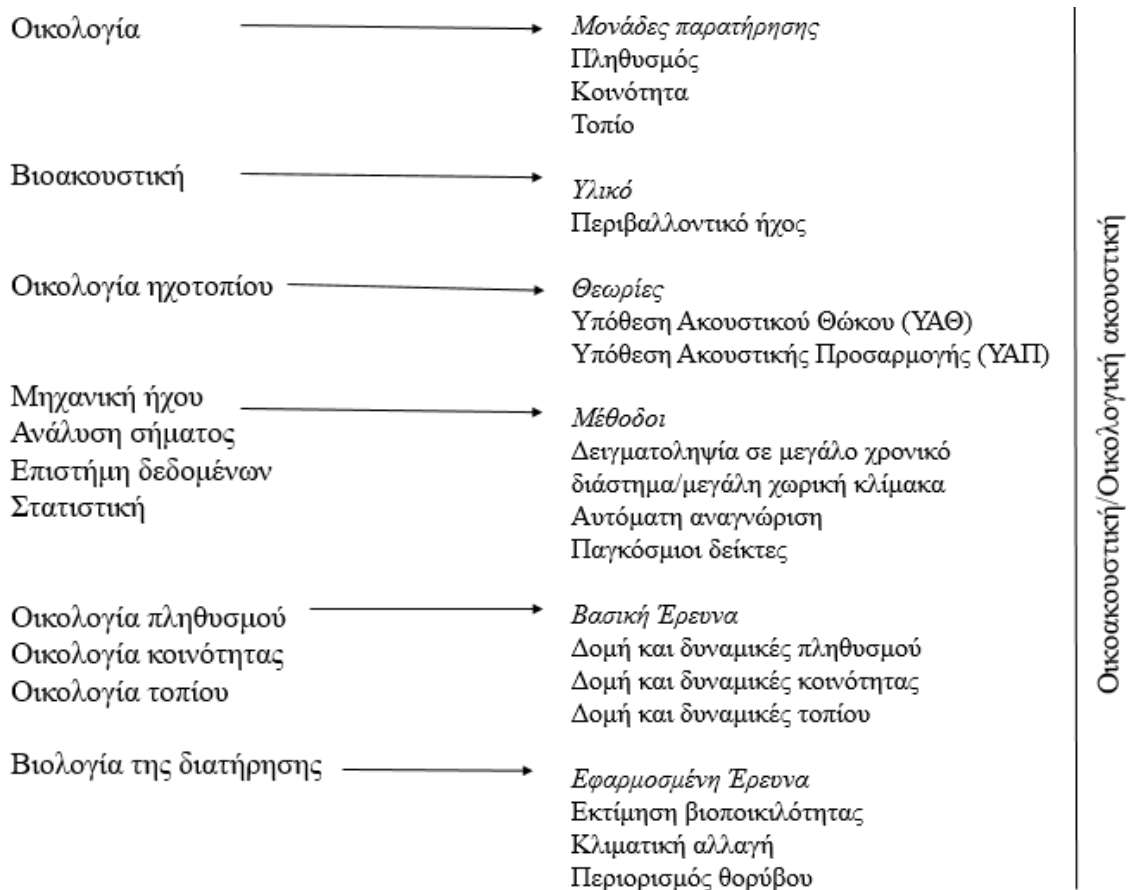 Οικολογία
Μονάδες παρατήρησης
Πληθυσμός
Κοινότητα
Τοπίο
Βιοακουστική
Υλικό
Περιβαλλοντικό ήχος
Οικολογία ηχοτοπίου
Θεωρίες
Υπόθεση Ακουστικού Θώκου (ΥΑΘ)
Υπόθεση Ακουστικής Προσαρμογής (ΥΑΠ)
Μηχανική ήχου
Ανάλυση σήματος
Επιστήμη δεδομένων
Στατιστική
Μέθοδοι
Δειγματοληψία σε μεγάλο χρονικό
διάστημα/μεγάλη χωρική κλίμακα
Αυτόματη αναγνώριση
Παγκόσμιοι δείκτες
Οικολογία πληθυσμού
Οικολογία κοινότητας
Οικολογία τοπίου
Βασική Έρευνα
Δομή και δυναμικές πληθυσμού
Δομή και δυναμικές κοινότητας
Δομή και δυναμικές τοπίου
Βιολογία της διατήρησης
Εφαρμοσμένη Έρευνα
Εκτίμηση βιοποικιλότητας
Κλιματική αλλαγή
Περιορισμός θορύβου
Οικοακουστική/Οικολογική ακουστική